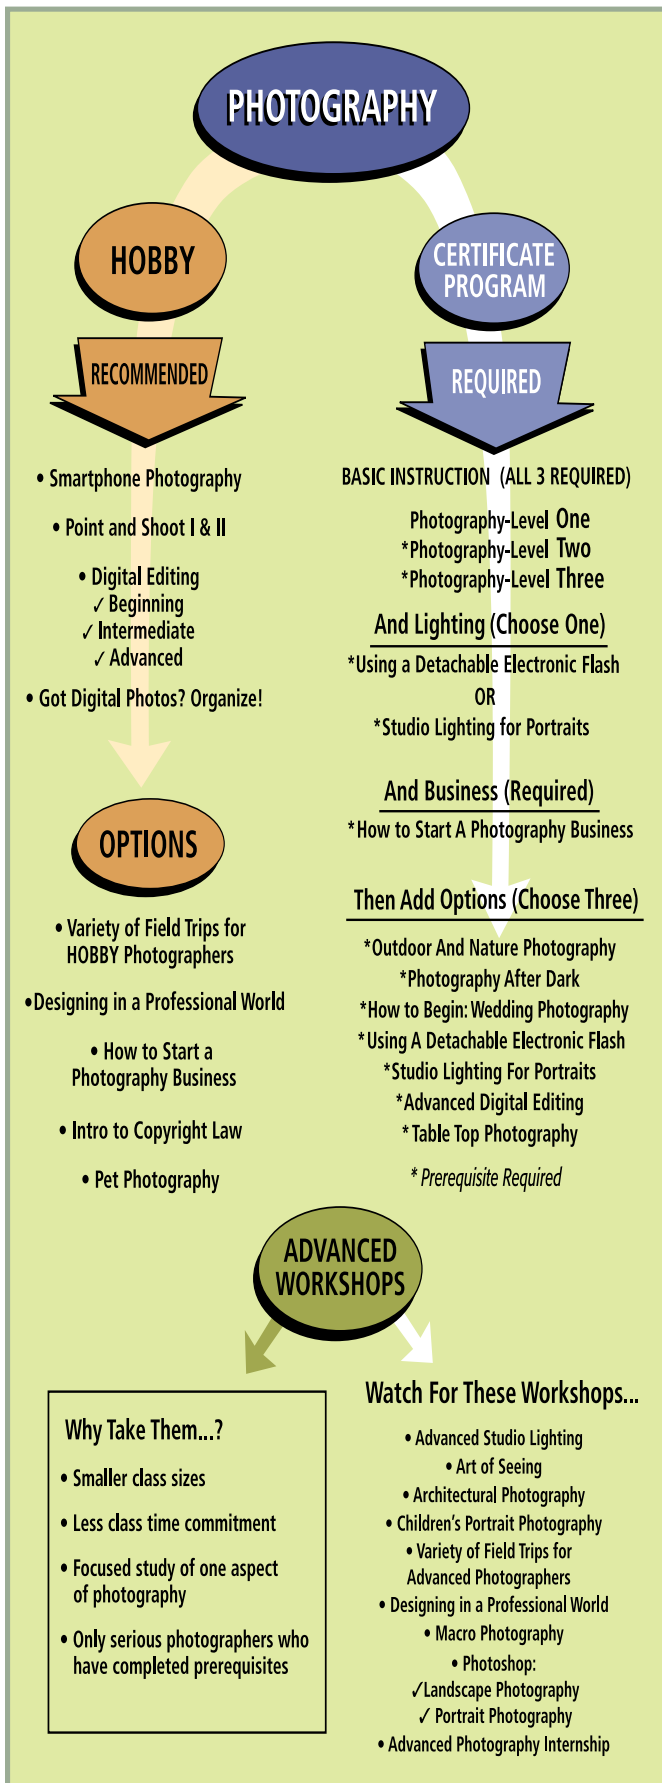 PHOTOGRAPHY
HOBBY
RECOMMENDED
• Smartphone Photography
• Point and Shoot I & II
• Digital Editing
✓ Beginning
✓ Intermediate
✓ Advanced
• Got Digital Photos? Organize!
OPTIONS
• Variety of Field Trips for
HOBBY Photographers
•Designing in a Professional World
• How to Start a
Photography Business
• Intro to Copyright Law
• Pet Photography
CERTIFICATE
PROGRAM
REQUIRED
BASIC INSTRUCTION (ALL 3 REQUIRED)
Photography-Level One
*Photography-Level Two
*Photography-Level Three
And Lighting (Choose One)
*Using a Detachable Electronic Flash
OR
*Studio Lighting for Portraits
And Business (Required)
*How to Start A Photography Business
Then Add Options (Choose Three)
*Outdoor And Nature Photography
*Photography After Dark
*How to Begin: Wedding Photography
*Using A Detachable Electronic Flash
*Studio Lighting For Portraits
*Advanced Digital Editing
*Table Top Photography
* Prerequisite Required
ADVANCED
WORKSHOPS
Why Take Them...?
• Smaller class sizes
• Less class time commitment
• Focused study of one aspect
of photography
• Only serious photographers who
have completed prerequisites
Watch For These Workshops...
• Advanced Studio Lighting
• Art of Seeing
• Architectural Photography
• Children's Portrait Photography
• Variety of Field Trips for
Advanced Photographers
• Designing in a Professional World
• Macro Photography
• Photoshop:
✓Landscape Photography
✓ Portrait Photography
• Advanced Photography Internship